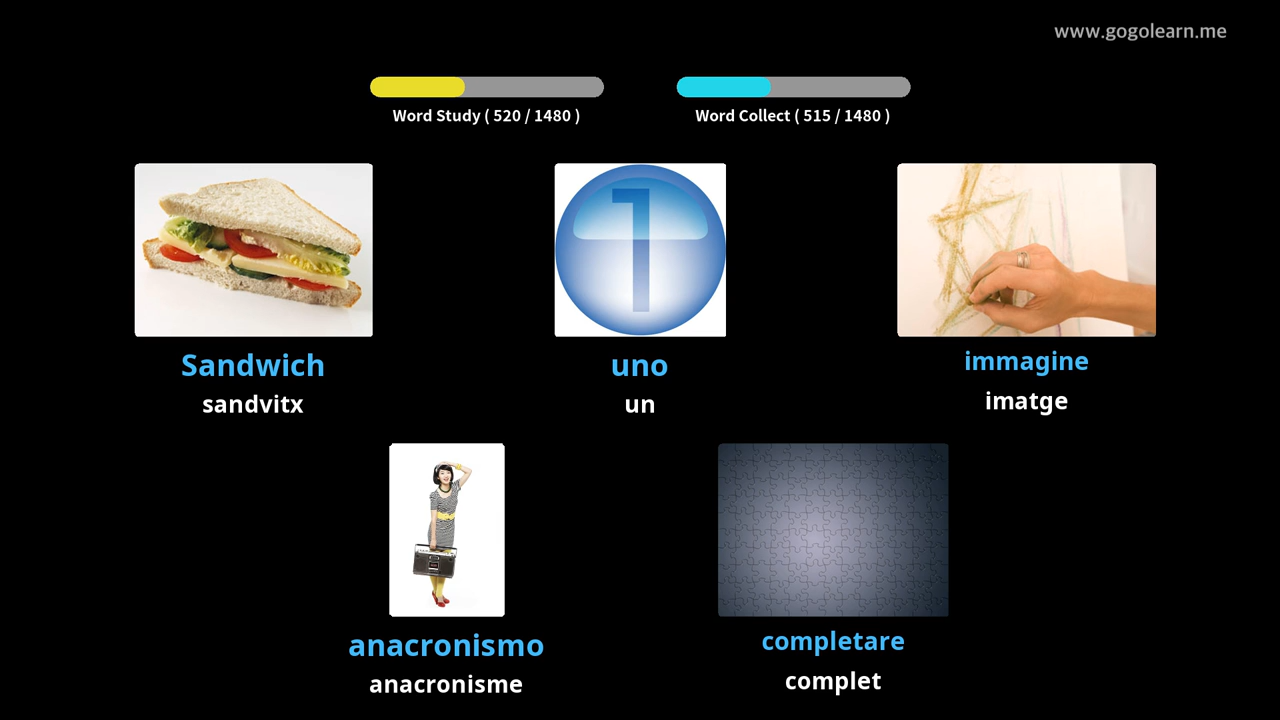 www.gogolearn.me
Word Study ( 520 / 1480 )
Word Collect ( 515 / 1480 )
1
Sandwich
sandvitx
uno
un
immagine
imatge
anacronismo
anacronisme
completare
complet